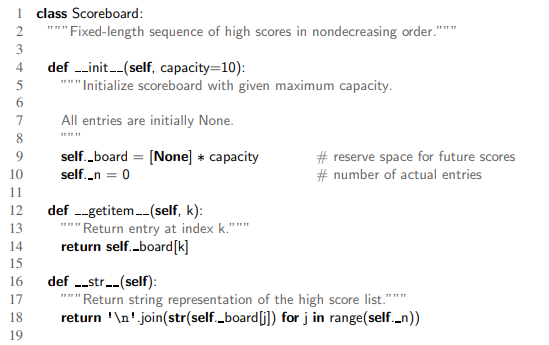 1 class Scoreboard:
2 """Fixed-length sequence of high scores in nondecreasing order."""
3
4 def __init__(self, capacity=10):
5 """Initialize scoreboard with given maximum capacity.
6
7 All entries are initially None.
8 """
9 self._board = [None] * capacity # reserve space for future scores
10 self._n = 0 # number of actual entries
11
12 def __getitem__(self, k):
13 """Return entry at index k."""
14 return self._board[k]
15
16 def __str__(self):
17 """Return string representation of the high score list."""
18 return '\n'.join(str(self._board[j]) for j in range(self._n))
19